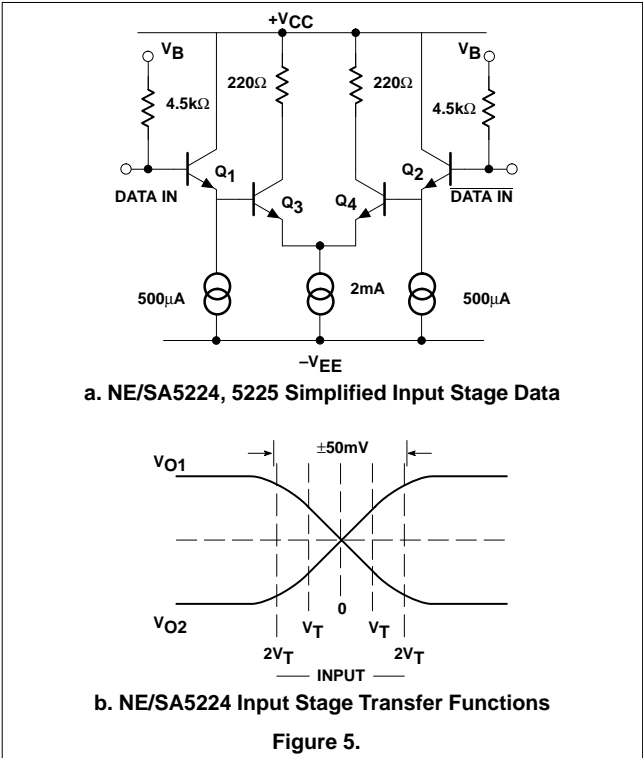 +VCC
VB
VB
220Ω
220Ω
4.5kΩ
4.5kΩ
Q1
Q2
DATA IN
Q3
Q4
DATA IN
500µA
2mA
500µA
–VEE
a. NE/SA5224, 5225 Simplified Input Stage Data
±50mV
VO1
0
VO2
VT
VT
2VT
2VT
INPUT
b. NE/SA5224 Input Stage Transfer Functions
Figure 5.